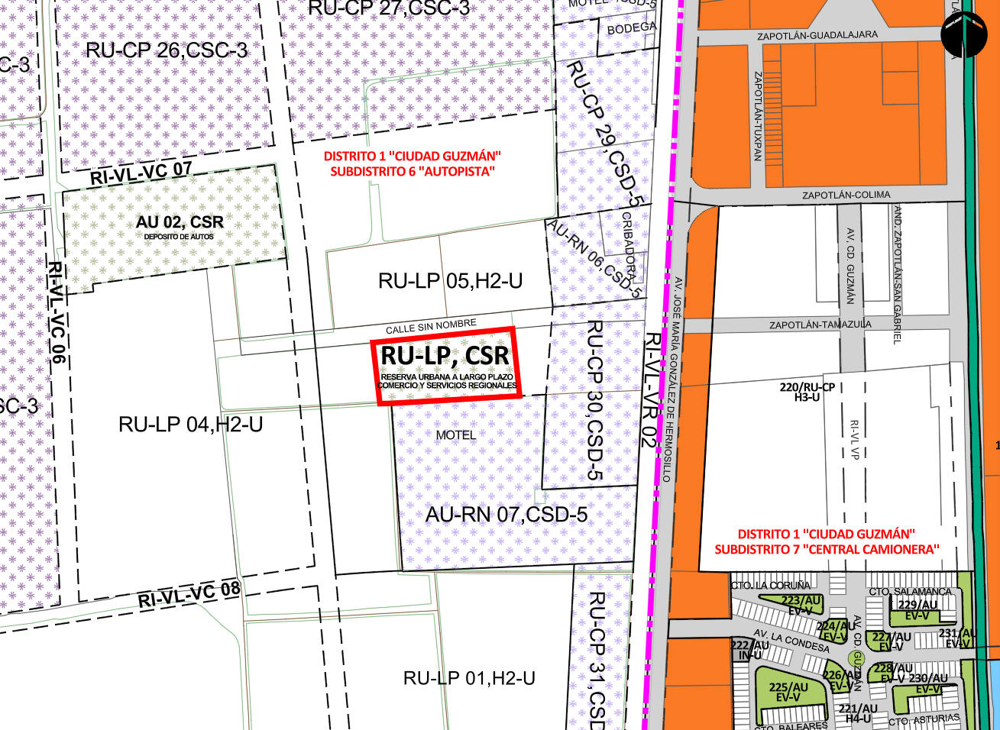 RU-CP 27,CSC-3
MOTEL
CSD-5
BODEGA
RU-CP 26,CSC-3
C-3
ZAPOTLÁN-GUADALAJARA
ZAPOTLÁN-TUXPAN
RU-CP 29,CSD-5
DISTRITO 1 "CIUDAD GUZMÁN"
SUBDISTRITO 6 "AUTOPISTA"
RI-VL-VC 07
ZAPOTLÁN-COLIMA
AU 02, CSR
DEPOSITO DE AUTOS
CRIBADORA
AU-RN 06,CSD-5
AV. CD. GUZMÁN
AND. ZAPOTLÁN-SAN GABRIEL
RI-VL-VC 06
RU-LP 05,H2-U
AV. JOSÉ MARÍA GONZÁLEZ DE HERMOSILLO
CALLE SIN NOMBRE
ZAPOTLÁN-TAMAZULA
RU-LP, CSR
RESERVA URBANA A LARGO PLAZO
COMERCIO Y SERVICIOS REGIONALES
RU-CP 30,CSD-5
RI-VL-VR 02
220/RU-CP
H3-U
SC-3
RU-LP 04,H2-U
MOTEL
RI-VL VP
AU-RN 07,CSD-5
DISTRITO 1 "CIUDAD GUZMÁN"
SUBDISTRITO 7 "CENTRAL CAMIONERA"
RI-VL-VC 08
CTO. LA CORUÑA
CTO. SALAMANCA
223/AU
EV-V
229/AU
EV-V
RU-CP 31,CSD
224/AU
EV-V
AV. CD. GUZMÁN
227/AU
EV-V
231/AU
EV-V
AV. LA CONDESA
222/AU
IN-U
RU-LP 01,H2-U
226/AU
EV-V
228/AU
EV-V
230/AU
EV-V
225/AU
EV-V
221/AU
H4-U
CTO. BALEARES
CTO. ASTURIAS